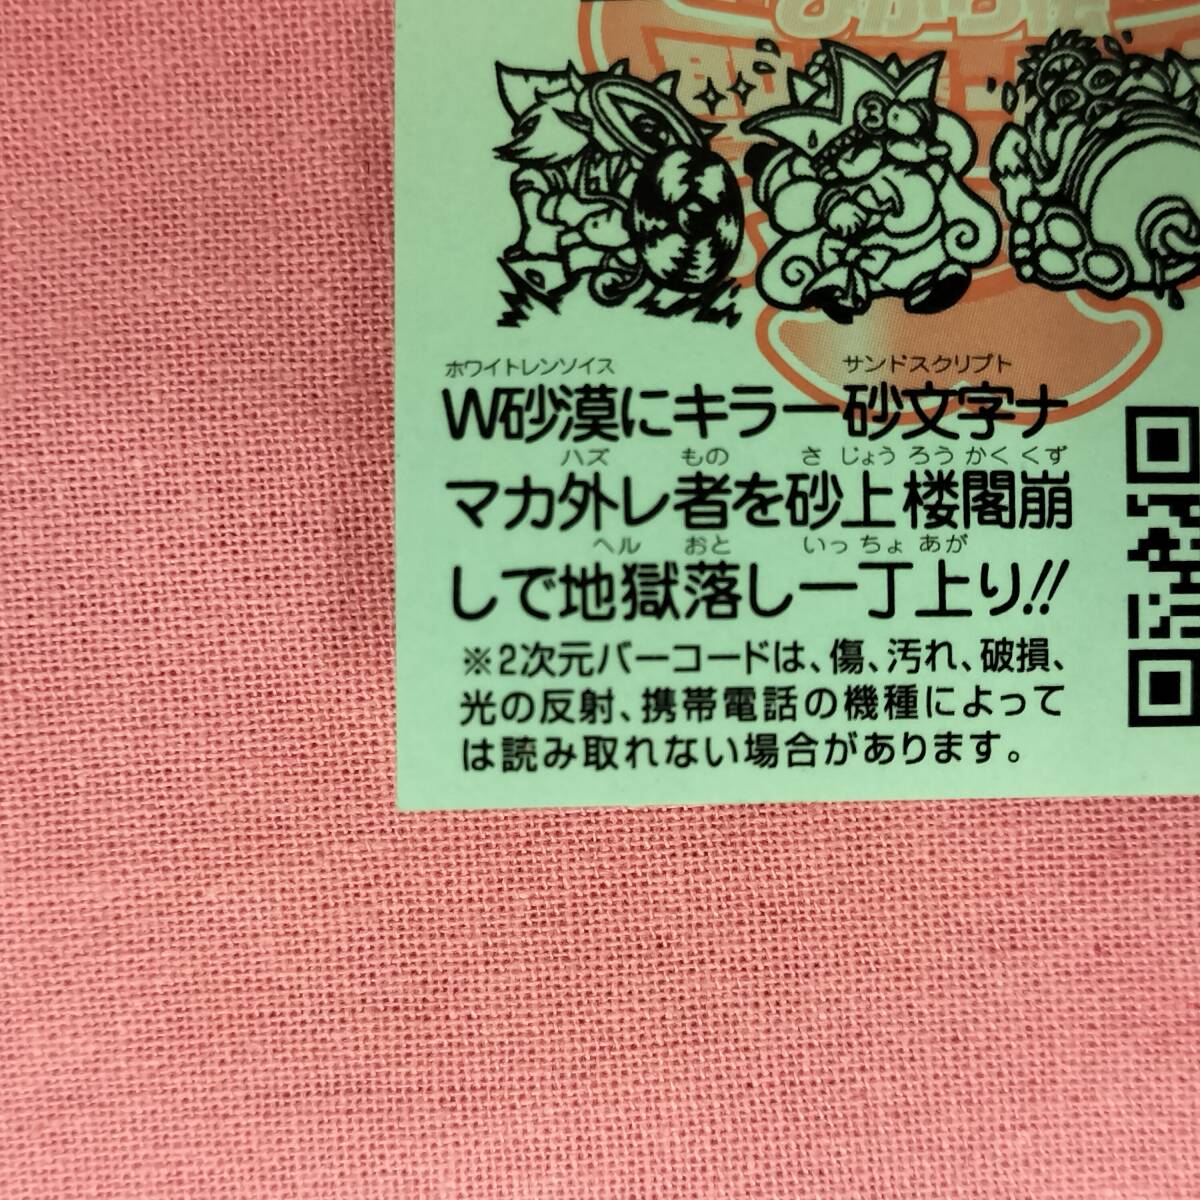 ③
ホワイトレンソイス サンドスクリプト
W砂漠にキラー砂文字ナ
ハズ もの さ じょう ろう かく くず
マカ外レ者を砂上楼閣崩
ヘル おと いっ ちょ あが
しで地獄落し一丁上り!!
※2次元バーコードは、傷、汚れ、破損、
光の反射、携帯電話の機種によって
は読み取れない場合があります。